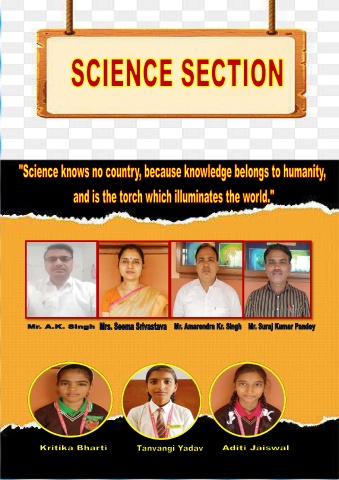 SCIENCE SECTION
"Science knows no country, because knowledge belongs to humanity,
and is the torch which illuminates the world."
Mr. A.K. Singh Mrs. Seema Srivastava Mr. Amarendra Kr. Singh Mr. Suraj Kumar Pandey
Kritika Bharti Tanvangi Yadav Aditi Jaiswal